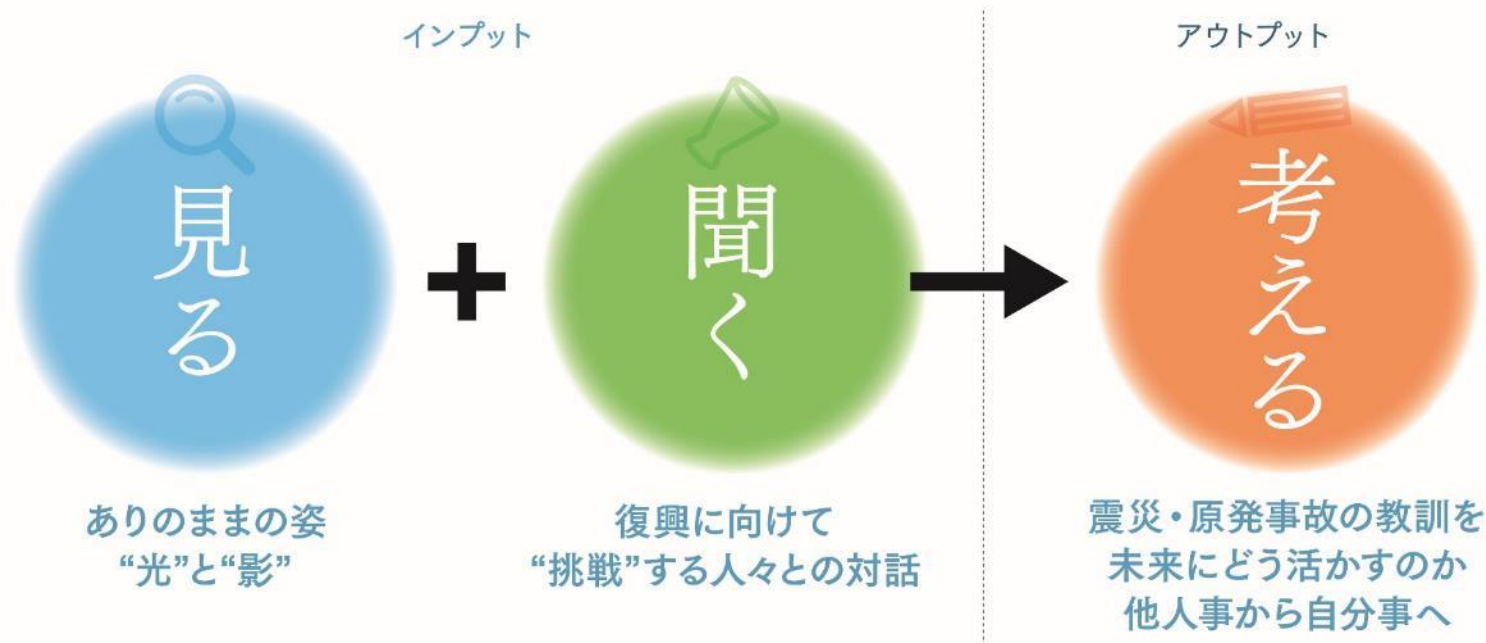 インプット
アウトプット
見る
聞く
考える
ありのままの姿
“光”と“影”
復興に向けて
“挑戦”する人々との対話
震災・原発事故の教訓を
未来にどう活かすのか
他人事から自分事へ